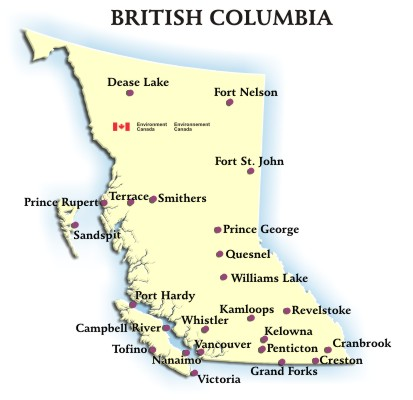 BRITISH COLUMBIA
Dease Lake
Fort Nelson
Environment Environnement
Canada Canada
Fort St. John
Prince Rupert Terrace Smithers
Sandspit
Prince George
Quesnel
Williams Lake
Port Hardy
Kamloops Revelstoke
Campbell River Whistler
Kelowna
Tofino Vancouver Penticton Cranbrook
Nanaimo
Grand Forks Creston
Victoria